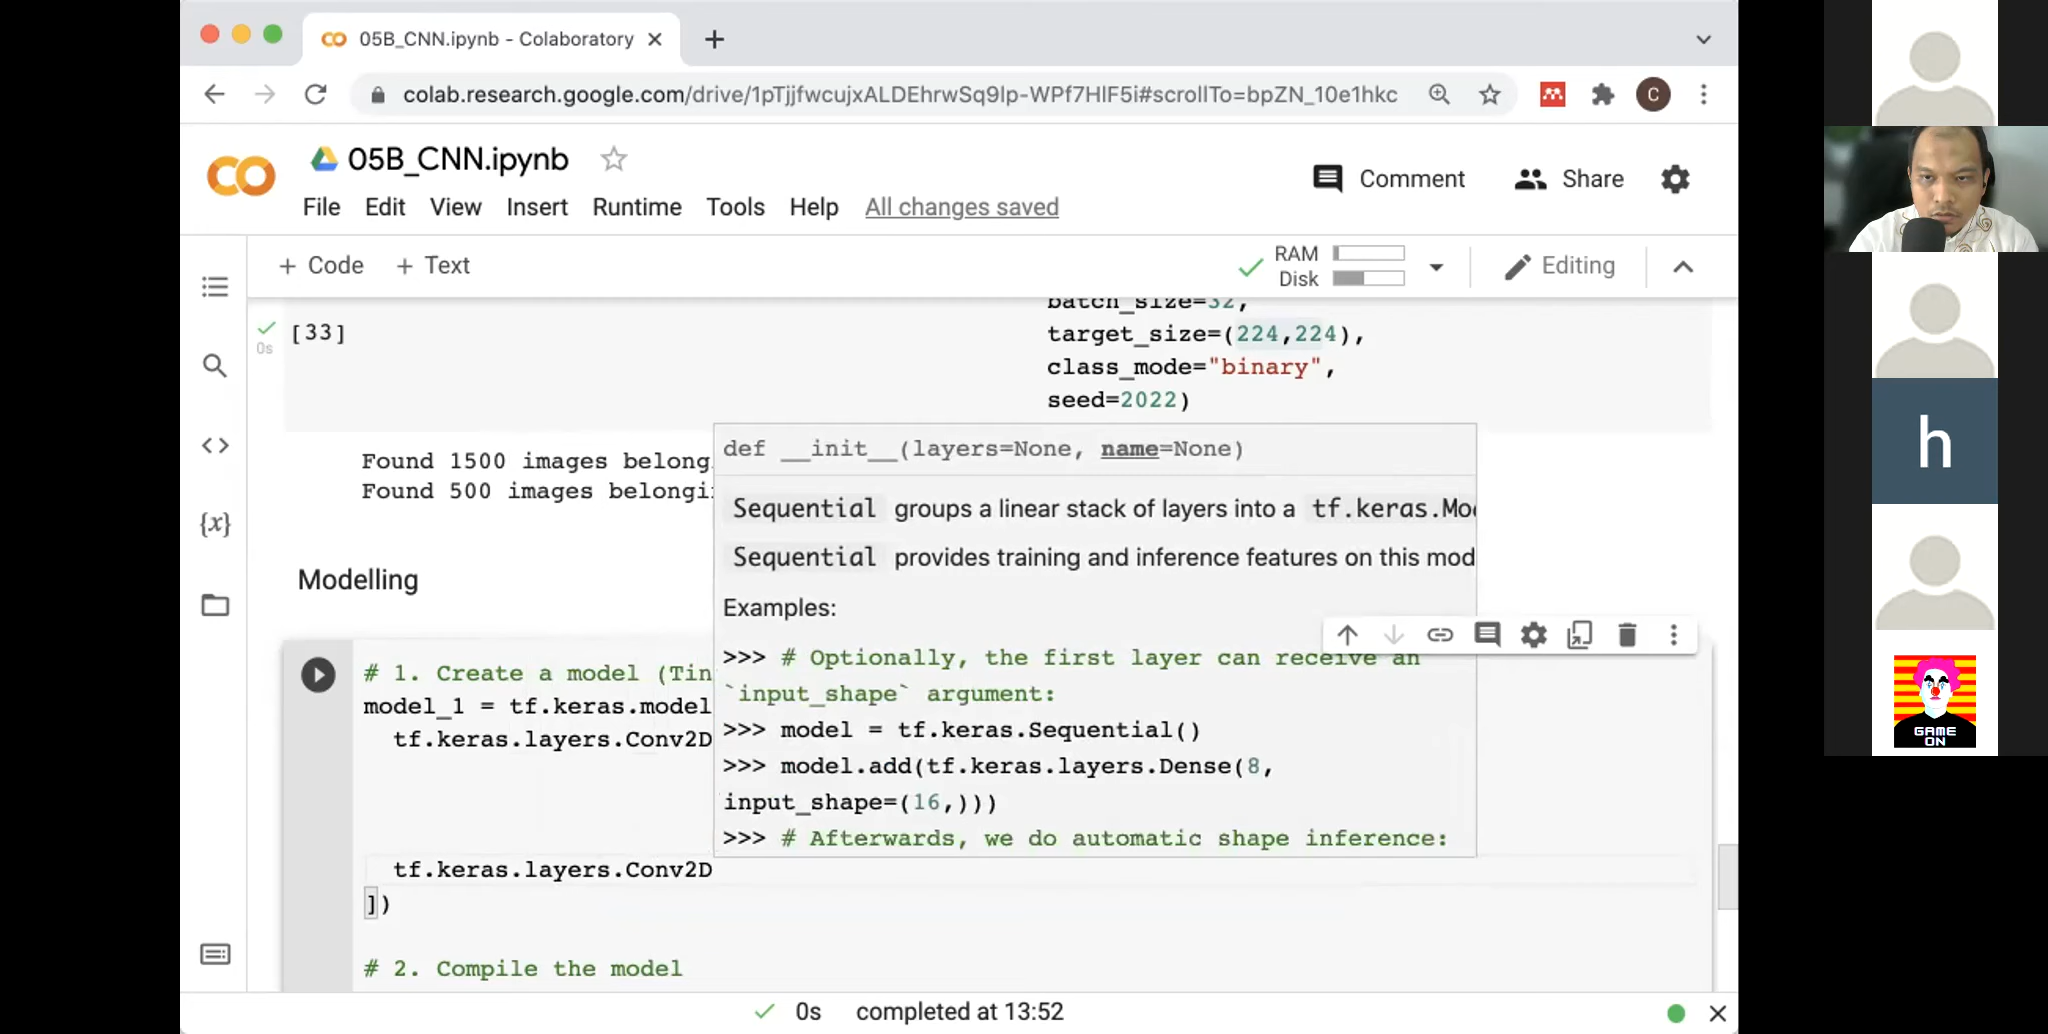 05B_CNN.ipynb - Colaboratory
colab.research.google.com/drive/1pTjjfwcujxALDEhrwSq9lp-WPf7HlF5i#scrollTo=bpZN_10e1hkc
C
05B_CNN.ipynb
Comment
Share
File Edit View Insert Runtime Tools Help All changes saved
+ Code + Text
RAM
Disk
Editing
batch_size=32,
[33]
0s
target_size=(224,224),
class_mode="binary",
seed=2022)
Found 1500 images belong
Found 500 images belongi
def __init__(layers=None, name=None)
Sequential groups a linear stack of layers into a tf.keras.Mo
Sequential provides training and inference features on this mod
Examples:
>>> # Optionally, the first layer can receive an
`input_shape` argument:
>>> model = tf.keras.Sequential()
>>> model.add(tf.keras.layers.Dense(8,
input_shape=(16,)))
>>> # Afterwards, we do automatic shape inference:
Modelling
# 1. Create a model (Tin
model_1 = tf.keras.model
tf.keras.layers.Conv2D
tf.keras.layers.Conv2D
])
# 2. Compile the model
0s completed at 13:52
h
GAME
ON